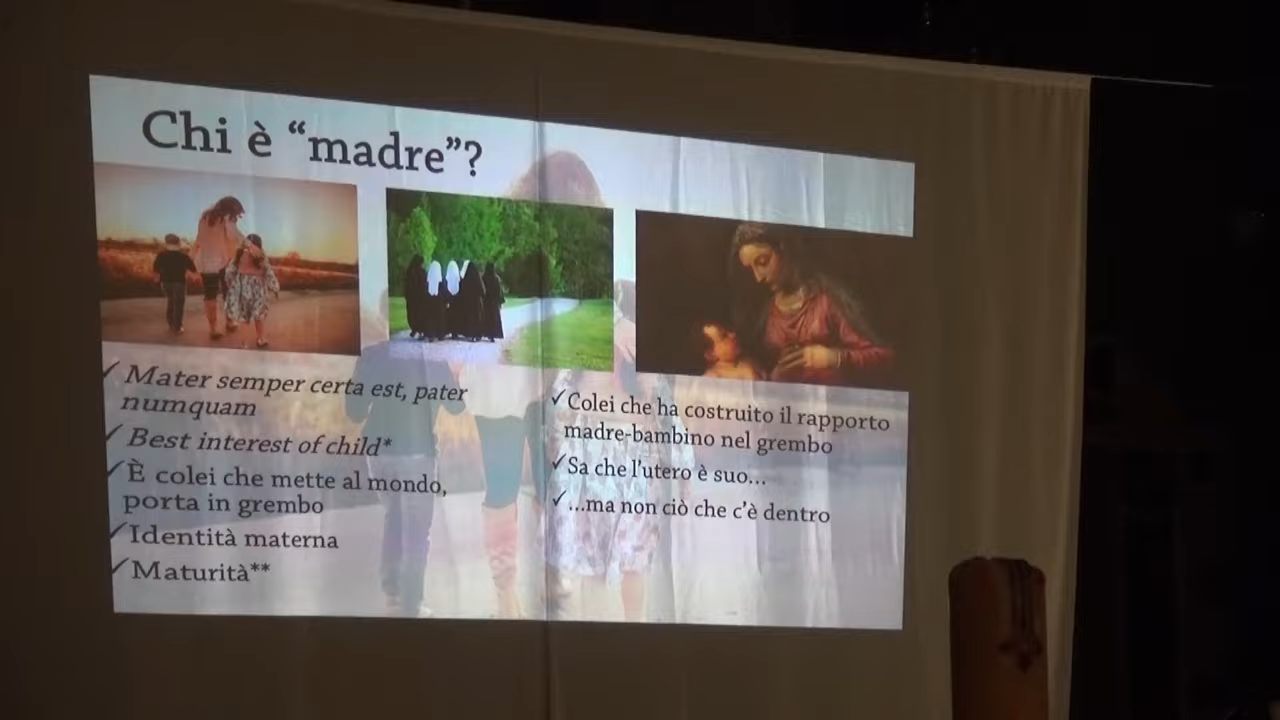 Chi è “madre”?
✓ Mater semper certa est, pater
numquam
✓ Best interest of child*
✓ È colei che mette al mondo,
porta in grembo
✓ Identità materna
✓ Maturità**
✓ Colei che ha costruito il rapporto
madre-bambino nel grembo
✓ Sa che l’utero è suo...
✓ ...ma non ciò che c’è dentro